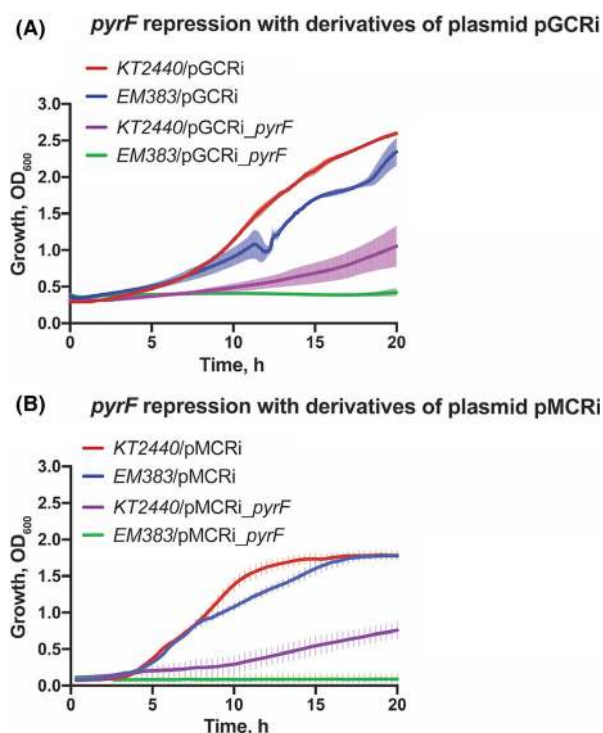 (A) pyrF repression with derivatives of plasmid pGCRi
KT2440/pGCRi
EM383/pGCRi
KT2440/pGCRi_pyrF
EM383/pGCRi_pyrF
Growth, OD600
3.0
2.5
2.0
1.5
1.0
0.5
0.0
0 5 10 15 20
Time, h
(B) pyrF repression with derivatives of plasmid pMCRi
KT2440/pMCRi
EM383/pMCRi
KT2440/pMCRi_pyrF
EM383/pMCRi_pyrF
Growth, OD600
3.0
2.5
2.0
1.5
1.0
0.5
0.0
0 5 10 15 20
Time, h